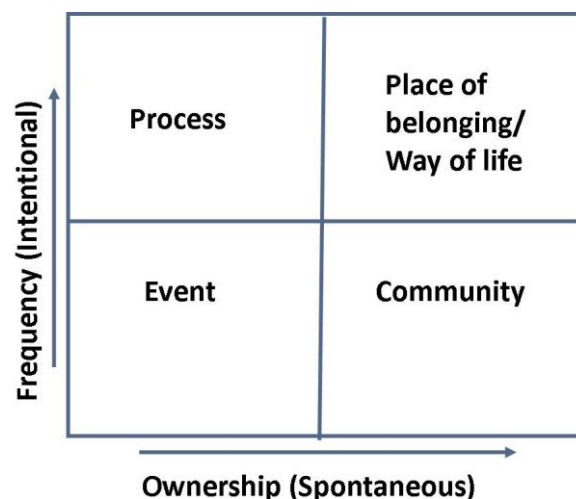 Process
Place of
belonging/
Way of life
Event
Community
Frequency (Intentional)
Ownership (Spontaneous)